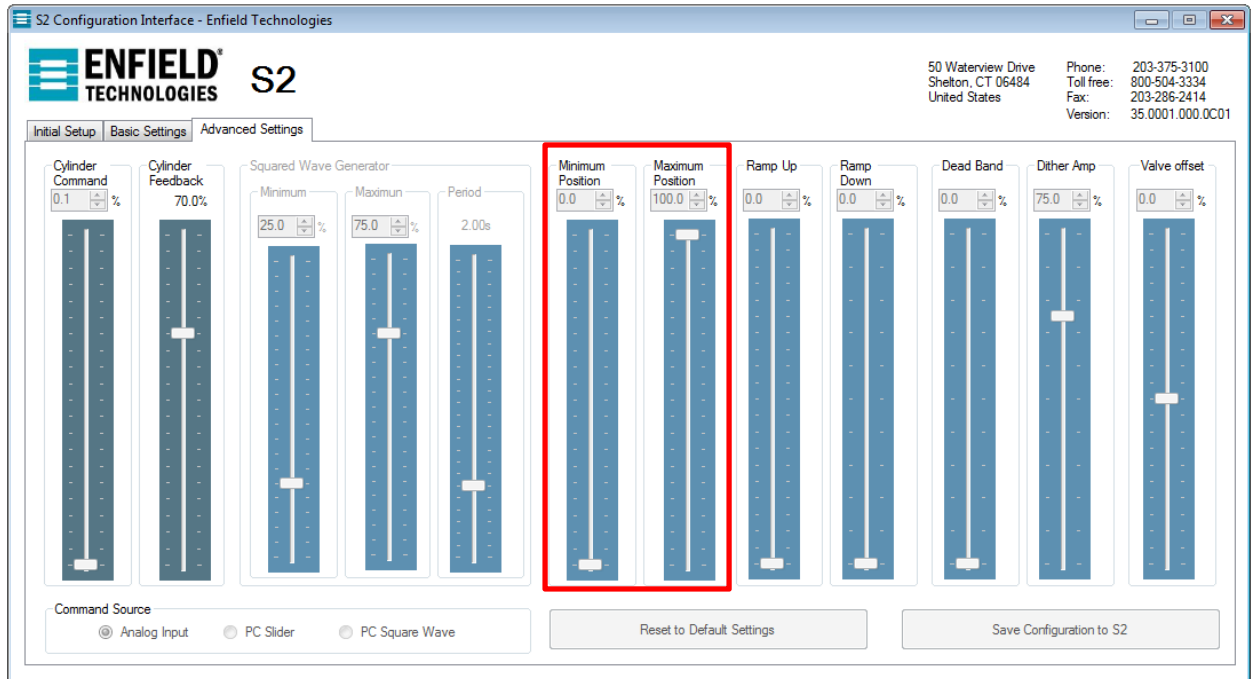 S2 Configuration Interface - Enfield Technologies
ENFIELD®
TECHNOLOGIES
S2
50 Waterview Drive
Shelton, CT 06484
United States
Phone: 203-375-3100
Toll free: 800-504-3334
Fax: 203-286-2414
Version: 35.0001.000.0C01
Initial Setup
Basic Settings
Advanced Settings
Cylinder
Command
0.1 %
Cylinder
Feedback
70.0%
Squared Wave Generator
Minimum
25.0 %
Maximun
75.0 %
Period
2.00s
Minimum
Position
0.0 %
Maximum
Position
100.0 %
Ramp Up
0.0 %
Ramp
Down
0.0 %
Dead Band
0.0 %
Dither Amp
75.0 %
Valve offset
0.0 %
Command Source
Analog Input
PC Slider
PC Square Wave
Reset to Default Settings
Save Configuration to S2